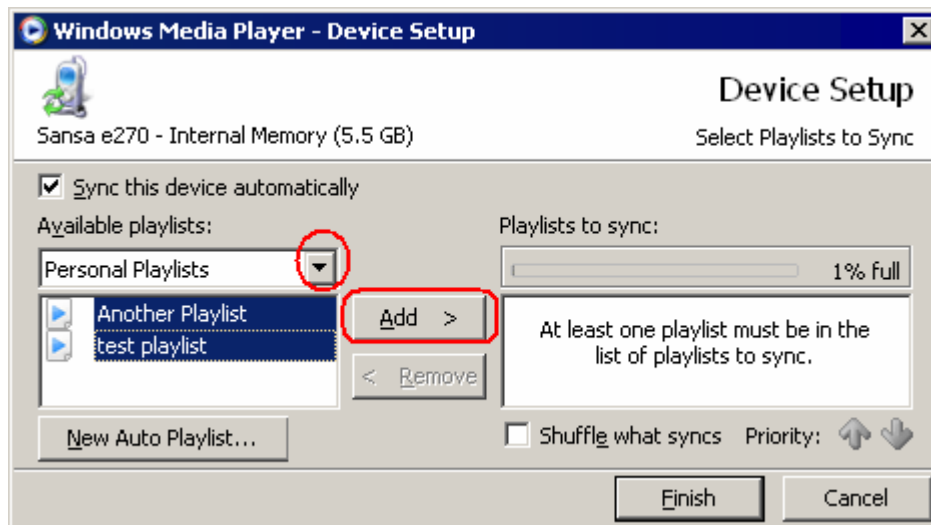 Windows Media Player - Device Setup
Device Setup
Sansa e270 - Internal Memory (5.5 GB)
Select Playlists to Sync
Sync this device automatically
Available playlists:
Personal Playlists
Another Playlist
test playlist
New Auto Playlist...
Add >
< Remove
Playlists to sync:
1% full
At least one playlist must be in the
list of playlists to sync.
Shuffle what syncs
Priority:
Finish
Cancel